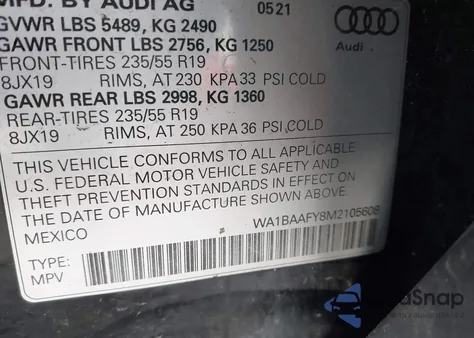 MFD. BY AUDI AG 05 21
GVWR LBS 5489, KG 2490
GAWR FRONT LBS 2756, KG 1250
FRONT-TIRES 235/55 R19
8JX19 RIMS, AT 230 KPA 33 PSI COLD
GAWR REAR LBS 2998, KG 1360
REAR-TIRES 235/55 R19
8JX19 RIMS, AT 250 KPA 36 PSI COLD
Audi
THIS VEHICLE CONFORMS TO ALL APPLICABLE
U.S. FEDERAL MOTOR VEHICLE SAFETY AND
THEFT PREVENTION STANDARDS IN EFFECT ON
THE DATE OF MANUFACTURE SHOWN ABOVE.
MEXICO
WA1BAAFY8M2105608
TYPE:
MPV